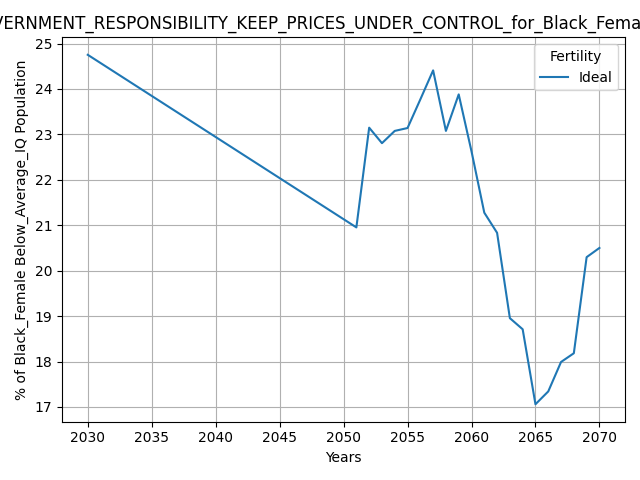 VERNMENT_RESPONSIBILITY_KEEP_PRICES_UNDER_CONTROL_for_Black_Fema
25
24
23
22
21
20
19
18
17
% of Black_Female Below_Average_IQ Population
Fertility
Ideal
2030 2035 2040 2045 2050 2055 2060 2065 2070
Years